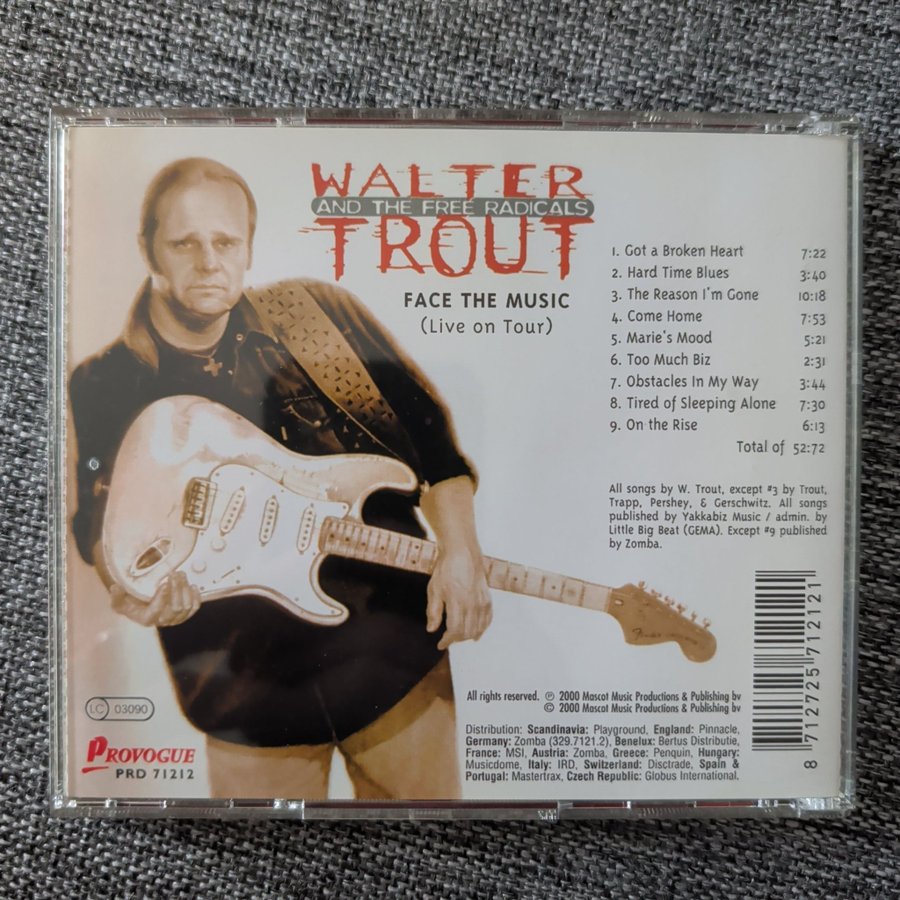 WALTER
AND THE FREE RADICALS
TROUT
FACE THE MUSIC
(Live on Tour)
1. Got a Broken Heart 7:22
2. Hard Time Blues 3:40
3. The Reason I'm Gone 10:18
4. Come Home 7:53
5. Marie's Mood 5:21
6. Too Much Biz 2:31
7. Obstacles In My Way 3:44
8. Tired of Sleeping Alone 7:30
9. On the Rise 6:13
Total of 52:72
All songs by W. Trout, except #3 by Trout,
Trapp, Pershey, & Gerschwitz. All songs
published by Yakkabiz Music / admin. by
Little Big Beat (GEMA). Except #9 published
by Zomba.
Fender
8 712725 712121
All rights reserved. ℗ 2000 Mascot Music Productions & Publishing bv
© 2000 Mascot Music Productions & Publishing bv
Distribution: Scandinavia: Playground, England: Pinnacle,
Germany: Zomba (329.7121.2), Benelux: Bertus Distributie,
France: MSI, Austria: Zomba, Greece: Penguin, Hungary:
Musicdome, Italy: IRD, Switzerland: Disctrade, Spain &
Portugal: Mastertrax, Czech Republic: Globus International.
LC 03090
PROVOGUE
PRD 71212